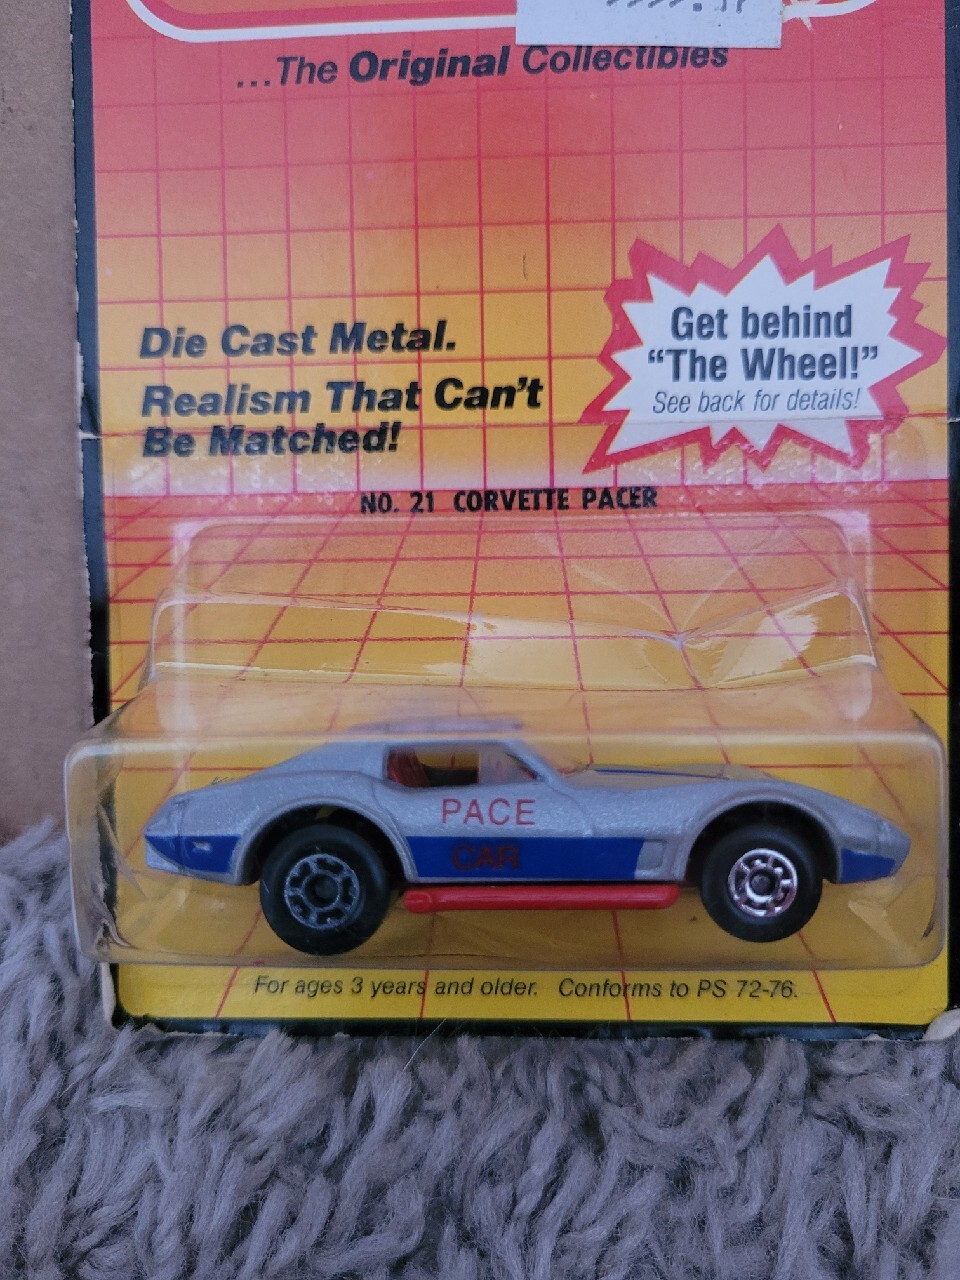 ...The Original Collectibles
Die Cast Metal.
Realism That Can't
Be Matched!
Get behind
“The Wheel!”
See back for details!
NO. 21 CORVETTE PACER
PACE
CAR
For ages 3 years and older. Conforms to PS 72-76.